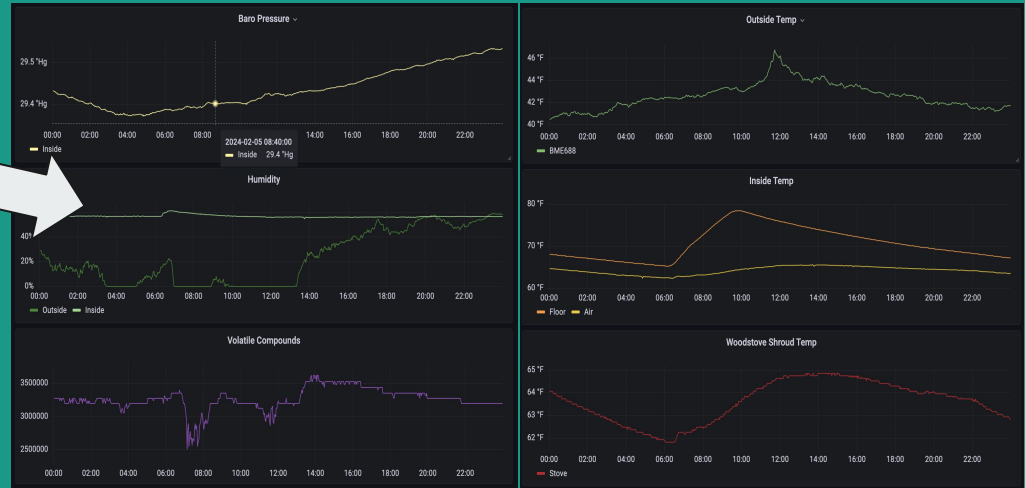 Baro Pressure
29.5 "Hg
29.4 "Hg
00:00 02:00 04:00 06:00 08:00 14:00 16:00 18:00 20:00 22:00
2024-02-05 08:40:00
Inside 29.4 "Hg
Inside
Outside Temp
46 °F
44 °F
42 °F
40 °F
00:00 02:00 04:00 06:00 08:00 10:00 12:00 14:00 16:00 18:00 20:00 22:00
BME688
Humidity
40%
20%
0%
00:00 02:00 04:00 06:00 08:00 10:00 12:00 14:00 16:00 18:00 20:00 22:00
Outside Inside
Inside Temp
80 °F
70 °F
60 °F
00:00 02:00 04:00 06:00 08:00 10:00 12:00 14:00 16:00 18:00 20:00 22:00
Floor Air
Volatile Compounds
3500000
3000000
2500000
00:00 02:00 04:00 06:00 08:00 10:00 12:00 14:00 16:00 18:00 20:00 22:00
Woodstove Shroud Temp
65 °F
64 °F
63 °F
62 °F
00:00 02:00 04:00 06:00 08:00 10:00 12:00 14:00 16:00 18:00 20:00 22:00
Stove